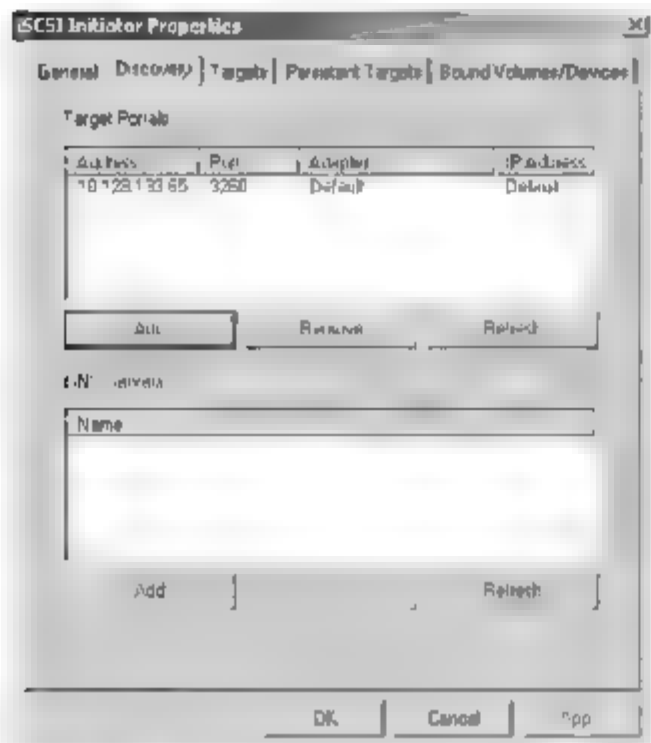 iSCSI Initiator Properties
General Discovery Targets Persistent Targets Bound Volumes/Devices
Target Portals
Address Port Adapter IP Address
3260 Default Default
Add Remove Refresh
Name
Add Refresh
OK Cancel